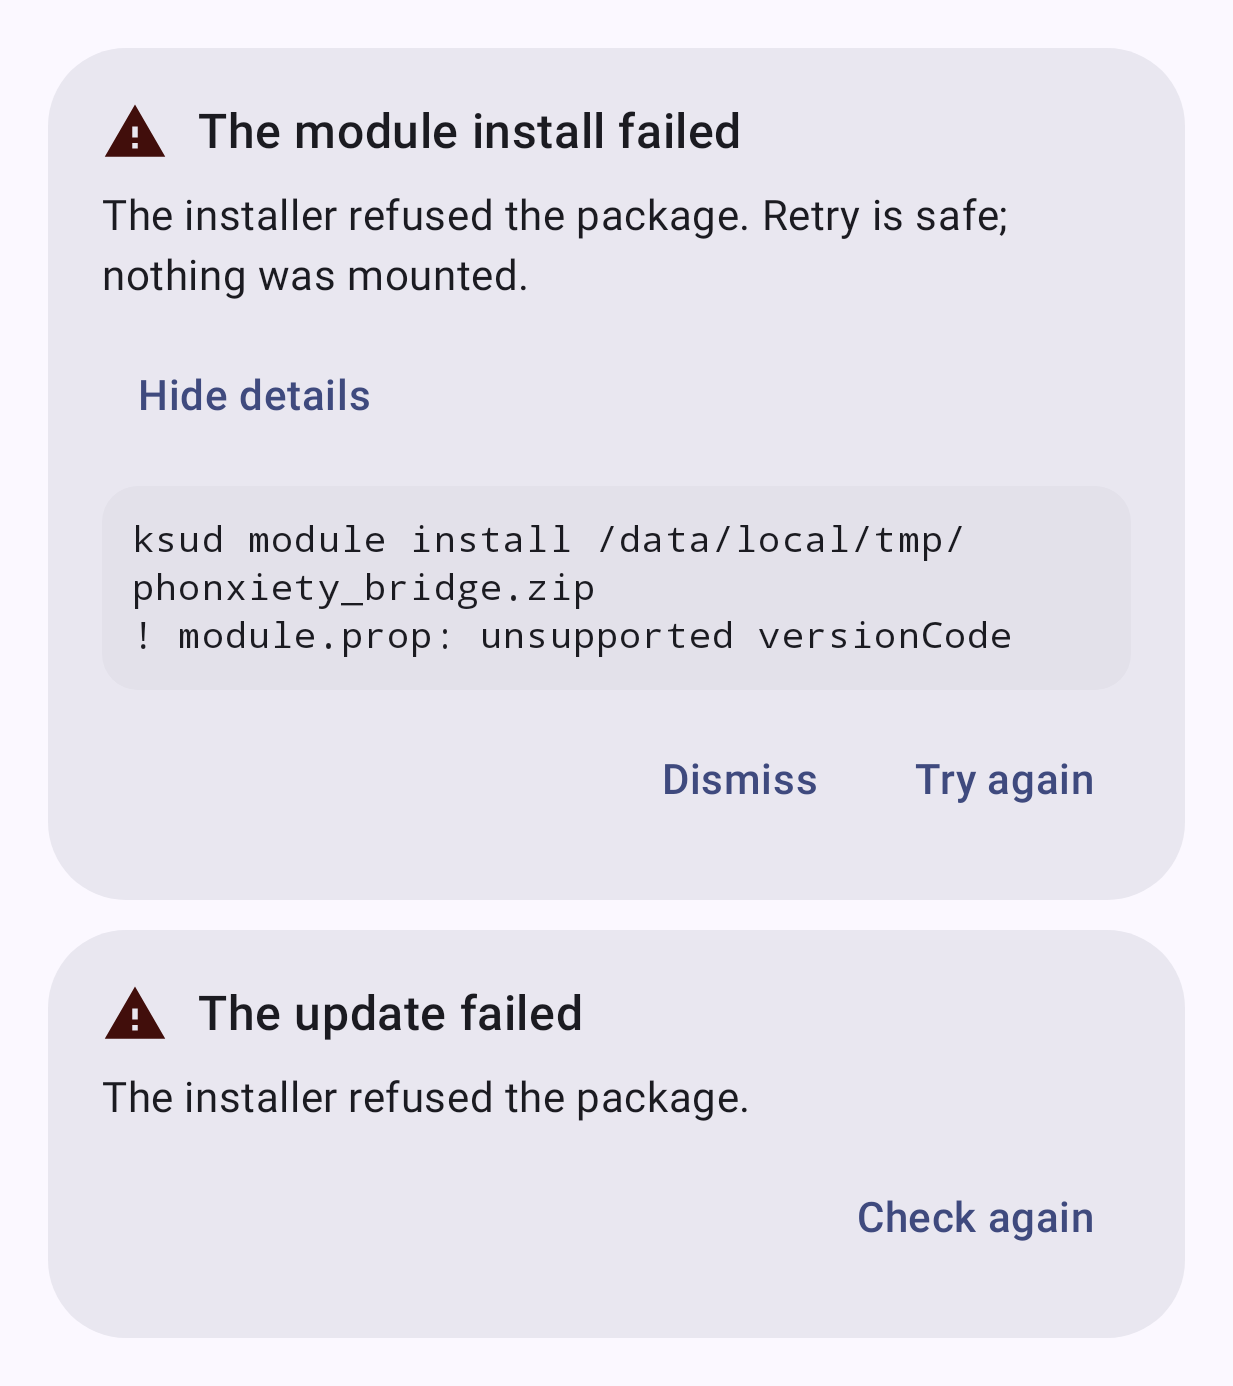 The module install failed
The installer refused the package. Retry is safe;
nothing was mounted.
Hide details
ksud module install /data/local/tmp/
phonxiety_bridge.zip
! module.prop: unsupported versionCode
Dismiss
Try again
The update failed
The installer refused the package.
Check again